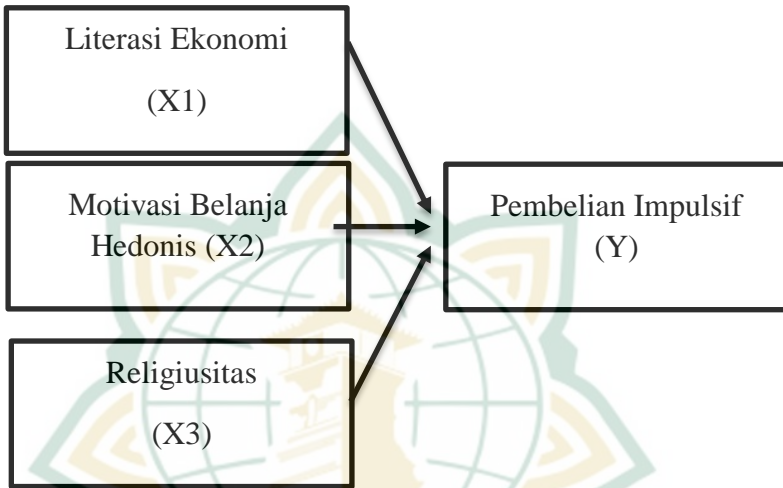 Literasi Ekonomi
(X1)
Motivasi Belanja
Hedonis (X2)
Religiusitas
(X3)
Pembelian Impulsif
(Y)